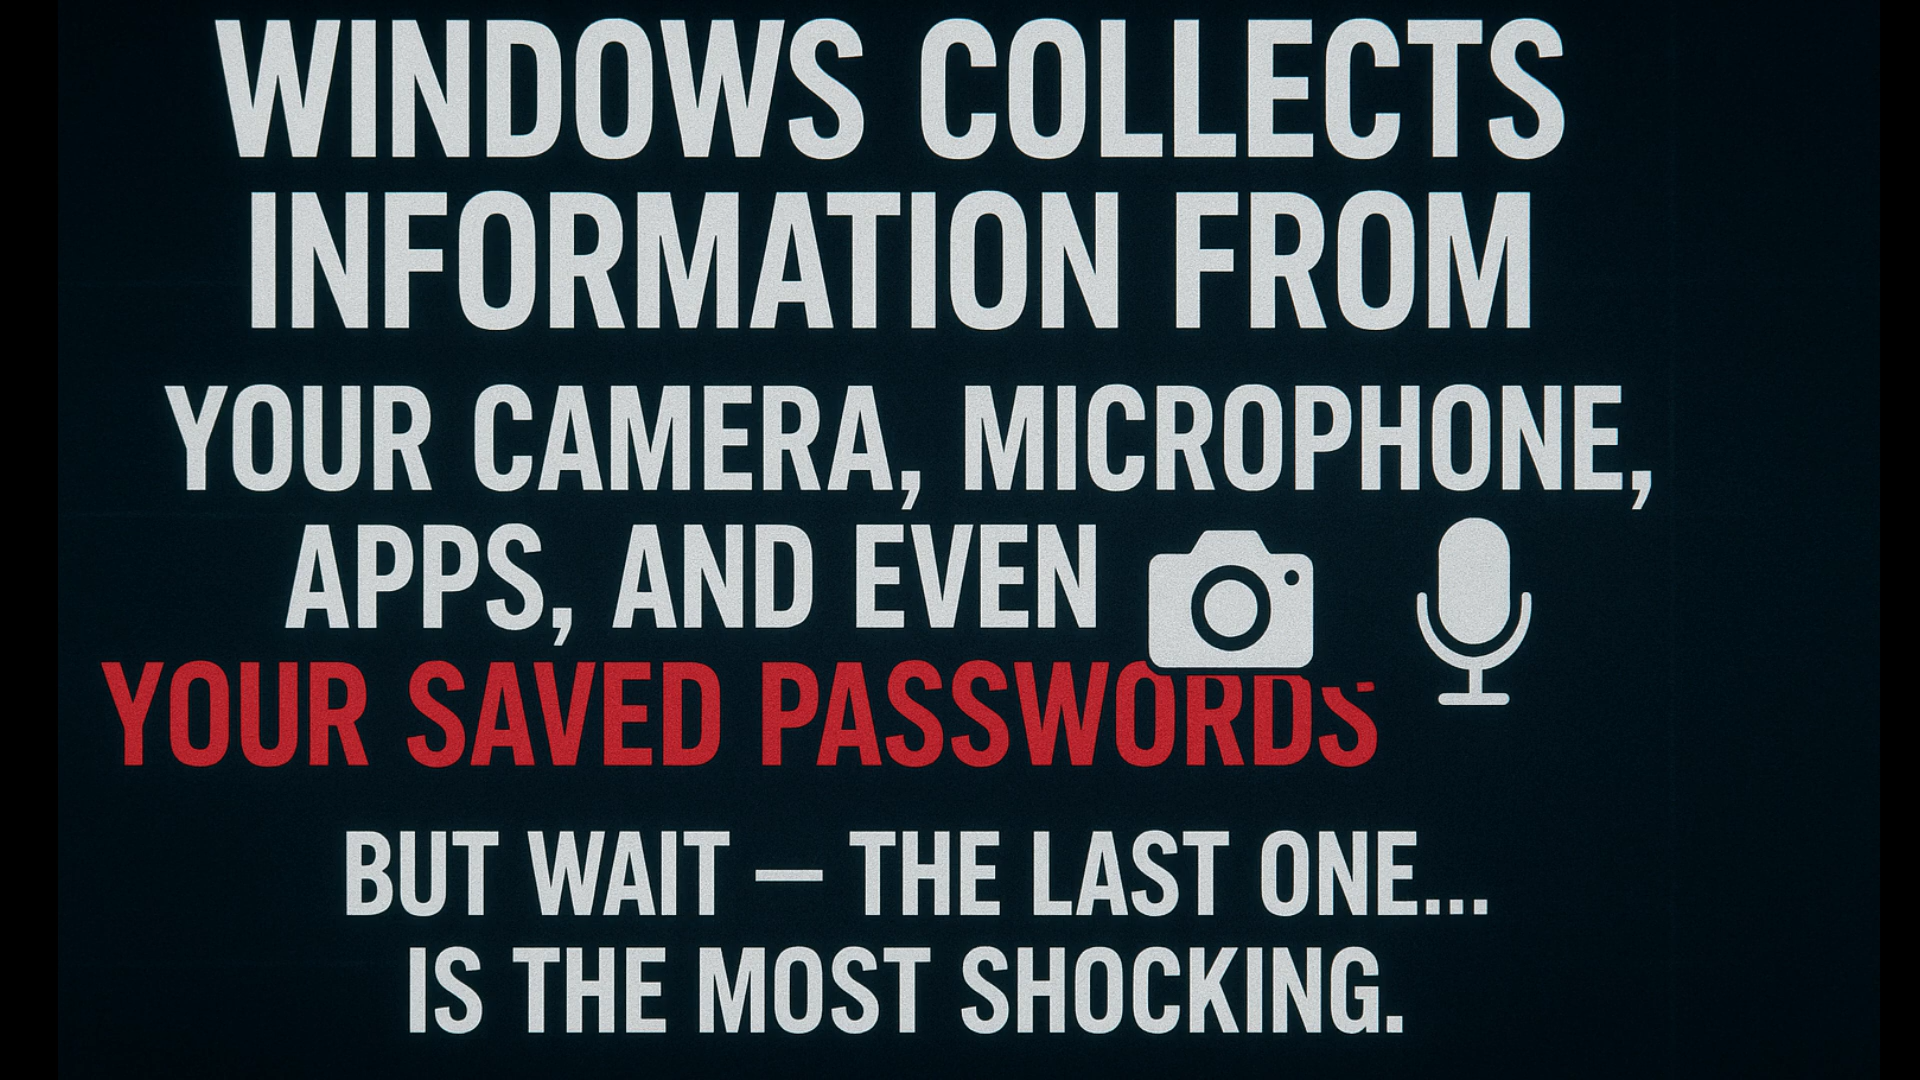 WINDOWS COLLECTS
INFORMATION FROM
YOUR CAMERA, MICROPHONE,
APPS, AND EVEN
YOUR SAVED PASSWORDS
BUT WAIT — THE LAST ONE...
IS THE MOST SHOCKING.